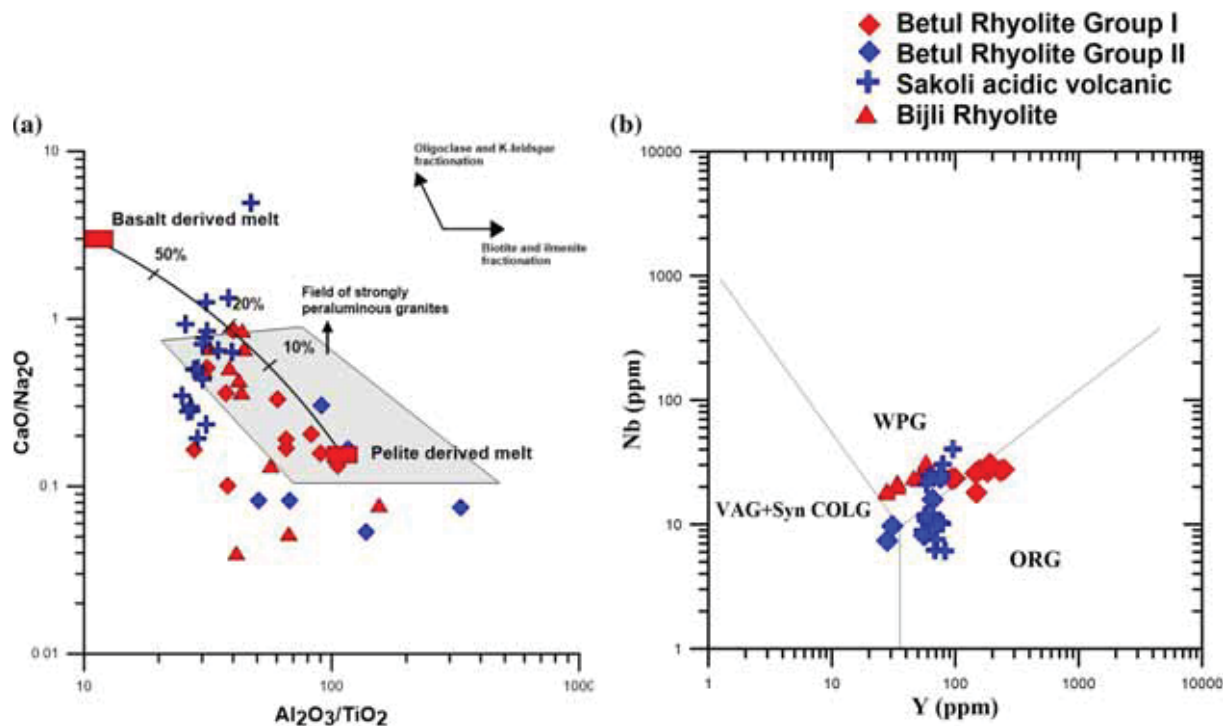 Betul Rhyolite Group I
Betul Rhyolite Group II
Sakoli acidic volcanic
Bijli Rhyolite
(a)
10
1
0.1
0.01
CaO/Na2O
Oligoclase and K-feldspar
fractionation
Biotite and ilmenite
fractionation
Basalt derived melt
50%
20%
10%
Field of strongly
peraluminous granites
Pelite derived melt
10
100
1000
Al2O3/TiO2
(b)
10000
1000
100
10
1
Nb (ppm)
WPG
VAG+Syn COLG
ORG
1
10
100
1000
10000
Y (ppm)